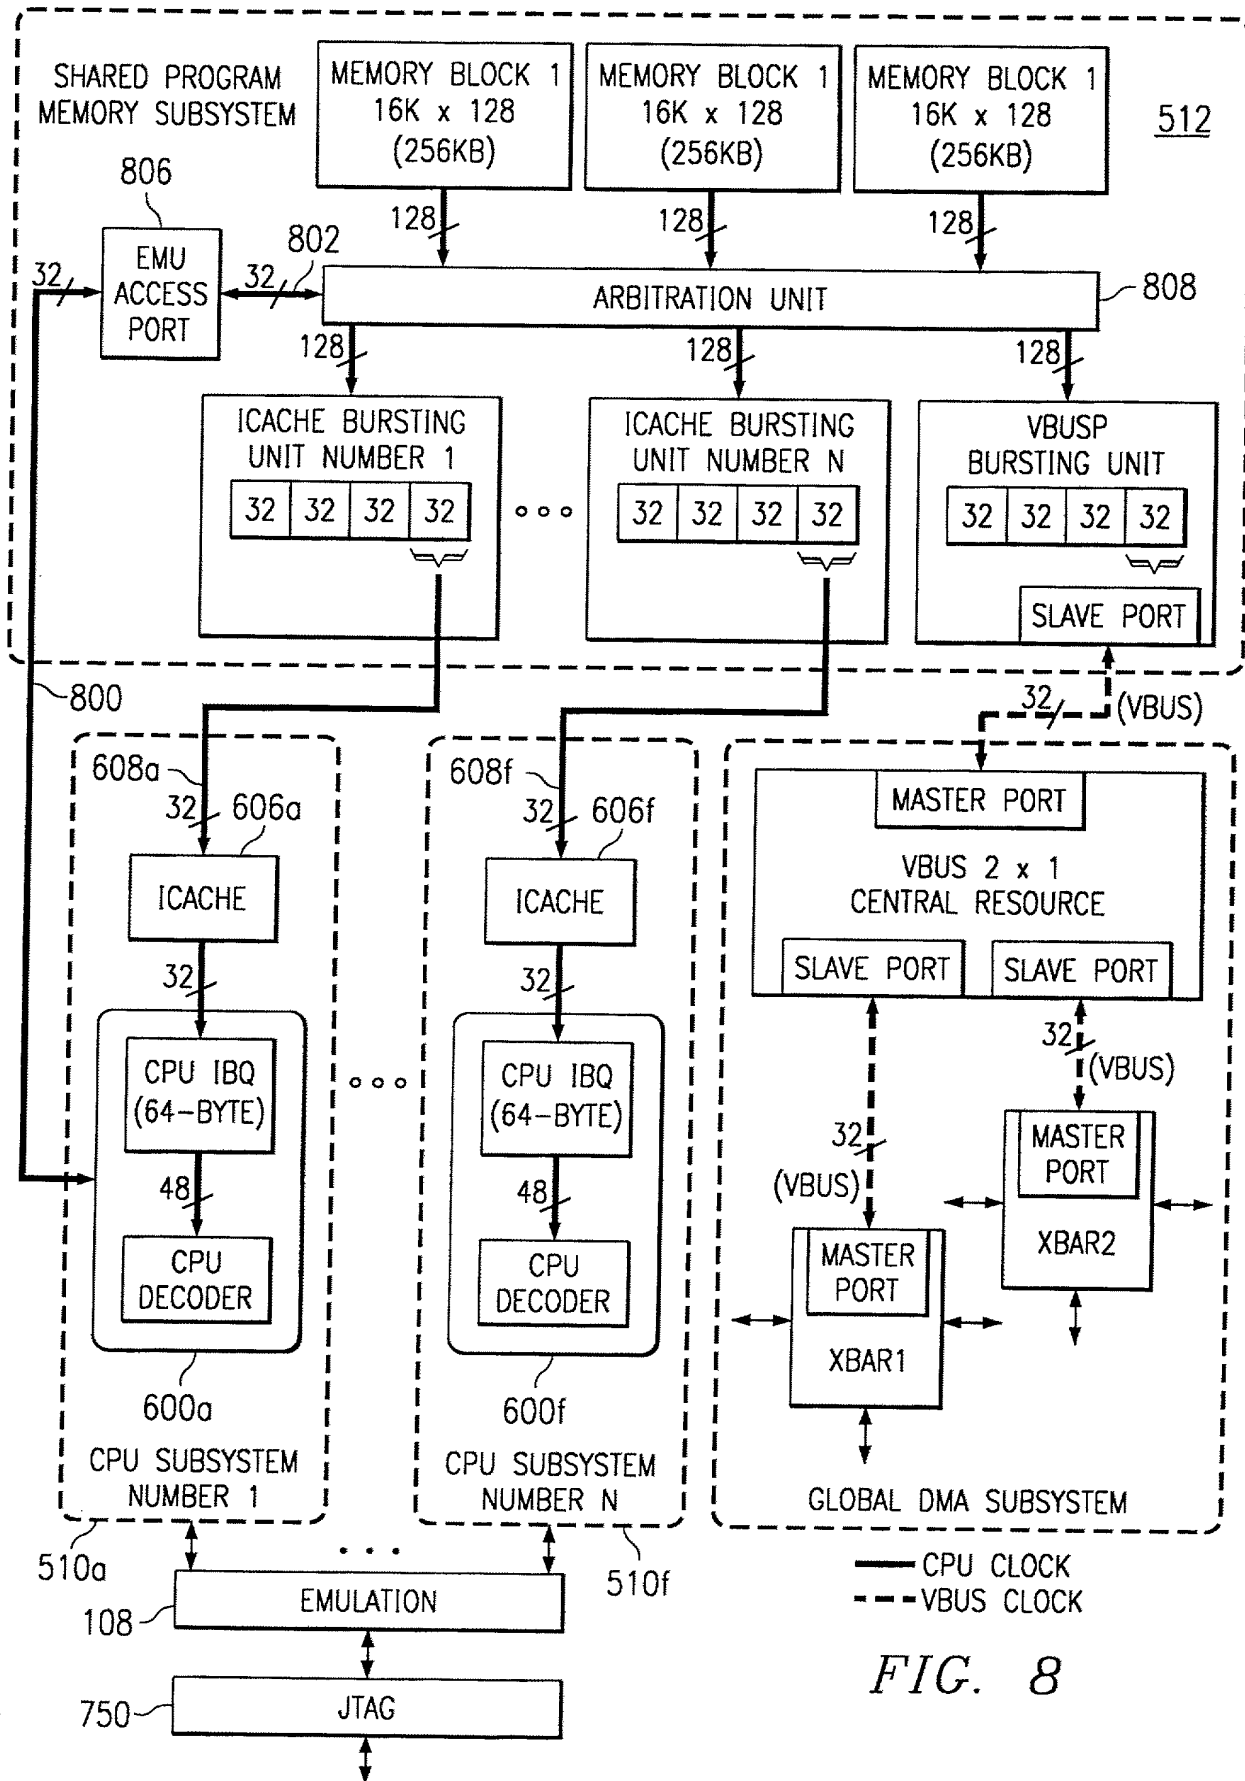 SHARED PROGRAM
MEMORY SUBSYSTEM
MEMORY BLOCK 1
16K x 128
(256KB)
MEMORY BLOCK 1
16K x 128
(256KB)
MEMORY BLOCK 1
16K x 128
(256KB)
512
806
128
128
128
802
32
EMU
ACCESS
PORT
32
ARBITRATION UNIT
808
128
128
128
ICACHE BURSTING
UNIT NUMBER 1
32 32 32 32
ICACHE BURSTING
UNIT NUMBER N
32 32 32 32
VBUSP
BURSTING UNIT
32 32 32 32
SLAVE PORT
800
32
(VBUS)
608a
32
606a
ICACHE
32
CPU IBQ
(64-BYTE)
48
CPU
DECODER
600a
CPU SUBSYSTEM
NUMBER 1
510a
608f
32
606f
ICACHE
32
CPU IBQ
(64-BYTE)
48
CPU
DECODER
600f
CPU SUBSYSTEM
NUMBER N
510f
MASTER PORT
VBUS 2 x 1
CENTRAL RESOURCE
SLAVE PORT
SLAVE PORT
32
(VBUS)
32
(VBUS)
MASTER
PORT
XBAR2
MASTER
PORT
XBAR1
GLOBAL DMA SUBSYSTEM
CPU CLOCK
VBUS CLOCK
108
EMULATION
750
JTAG
FIG. 8